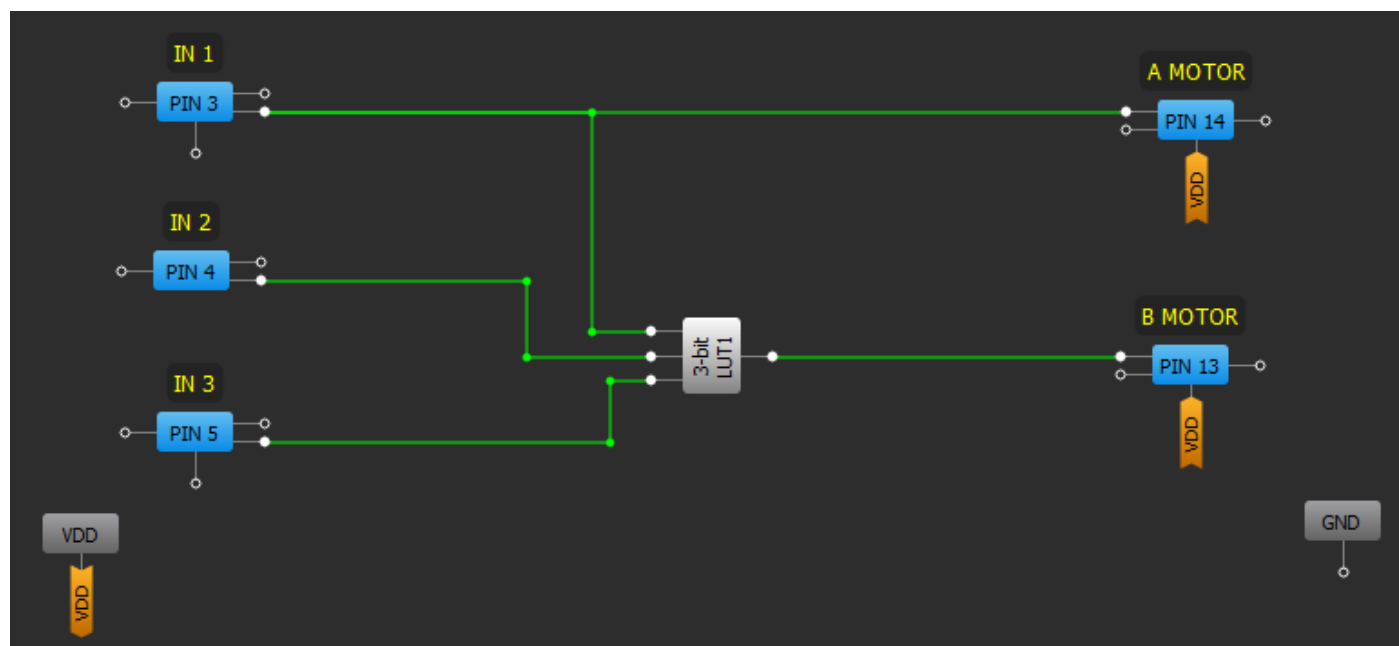 IN 1
PIN 3
A MOTOR
PIN 14
VDD
IN 2
PIN 4
B MOTOR
3-bit
LUT1
PIN 13
VDD
IN 3
PIN 5
VDD
GND
VDD